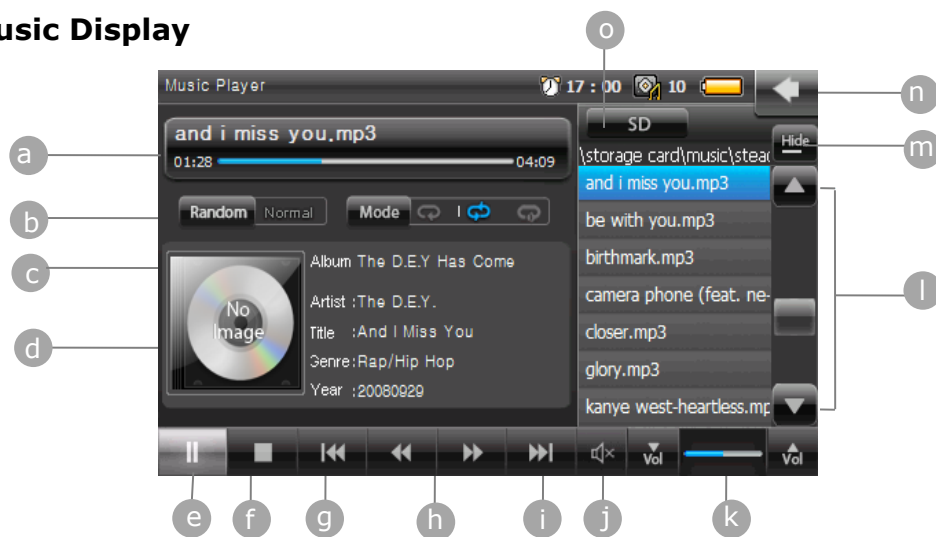 usic Display
o
Music Player 17 : 00 10
n
SD
Hide
m
and i miss you.mp3
a
01:28 04:09
\storage card\music\stead
and i miss you.mp3
b
Random Normal Mode 1
be with you.mp3
birthmark.mp3
c
Album The D.E.Y Has Come
camera phone (feat. ne-
l
Artist :The D.E.Y.
No
Image
d
Title :And I Miss You
closer.mp3
Genre:Rap/Hip Hop
glory.mp3
Year :20080929
kanye west-heartless.mp
Vol Vol
e f g h i j k